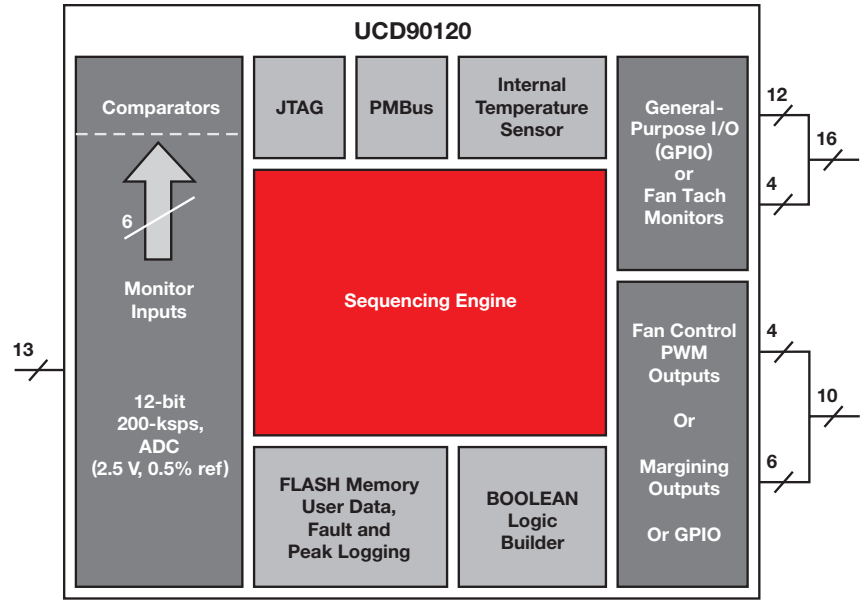 UCD90120
Comparators
6
Monitor
Inputs
13
12-bit
200-ksps,
ADC
(2.5 V, 0.5% ref)
JTAG
PMBus
Internal
Temperature
Sensor
Sequencing Engine
FLASH Memory
User Data,
Fault and
Peak Logging
BOOLEAN
Logic
Builder
General-
Purpose I/O
(GPIO)
or
Fan Tach
Monitors
12
4
16
Fan Control
PWM
Outputs
Or
Margining
Outputs
Or GPIO
4
6
10